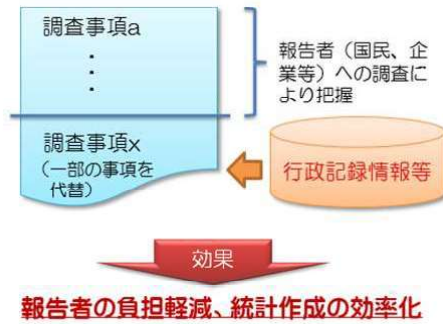 調査事項a
・
・
・
報告者（国民、企
業等）への調査に
より把握
調査事項x
（一部の事項を
代替）
行政記録情報等
効果
報告者の負担軽減、統計作成の効率化